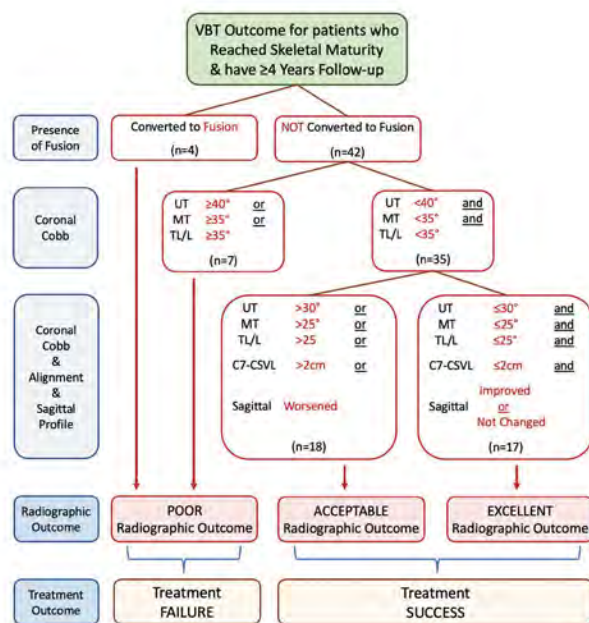 VBT Outcome for patients who
Reached Skeletal Maturity
& have ≥4 Years Follow-up
Presence
of Fusion
Converted to Fusion
(n=4)
NOT Converted to Fusion
(n=42)
Coronal
Cobb
UT ≥40° or
MT ≥35° or
TL/L ≥35°
(n=7)
UT <40° and
MT <35° and
TL/L <35°
(n=35)
Coronal
Cobb
&
Alignment
&
Sagittal
Profile
UT >30° or
MT >25° or
TL/L >25 or
C7-CSVL >2cm or
Sagittal Worsened
(n=18)
UT ≤30° and
MT ≤25° and
TL/L ≤25° and
C7-CSVL ≤2cm and
Improved
Sagittal or
Not Changed
(n=17)
Radiographic
Outcome
POOR
Radiographic Outcome
ACCEPTABLE
Radiographic Outcome
EXCELLENT
Radiographic Outcome
Treatment
Outcome
Treatment
FAILURE
Treatment
SUCCESS